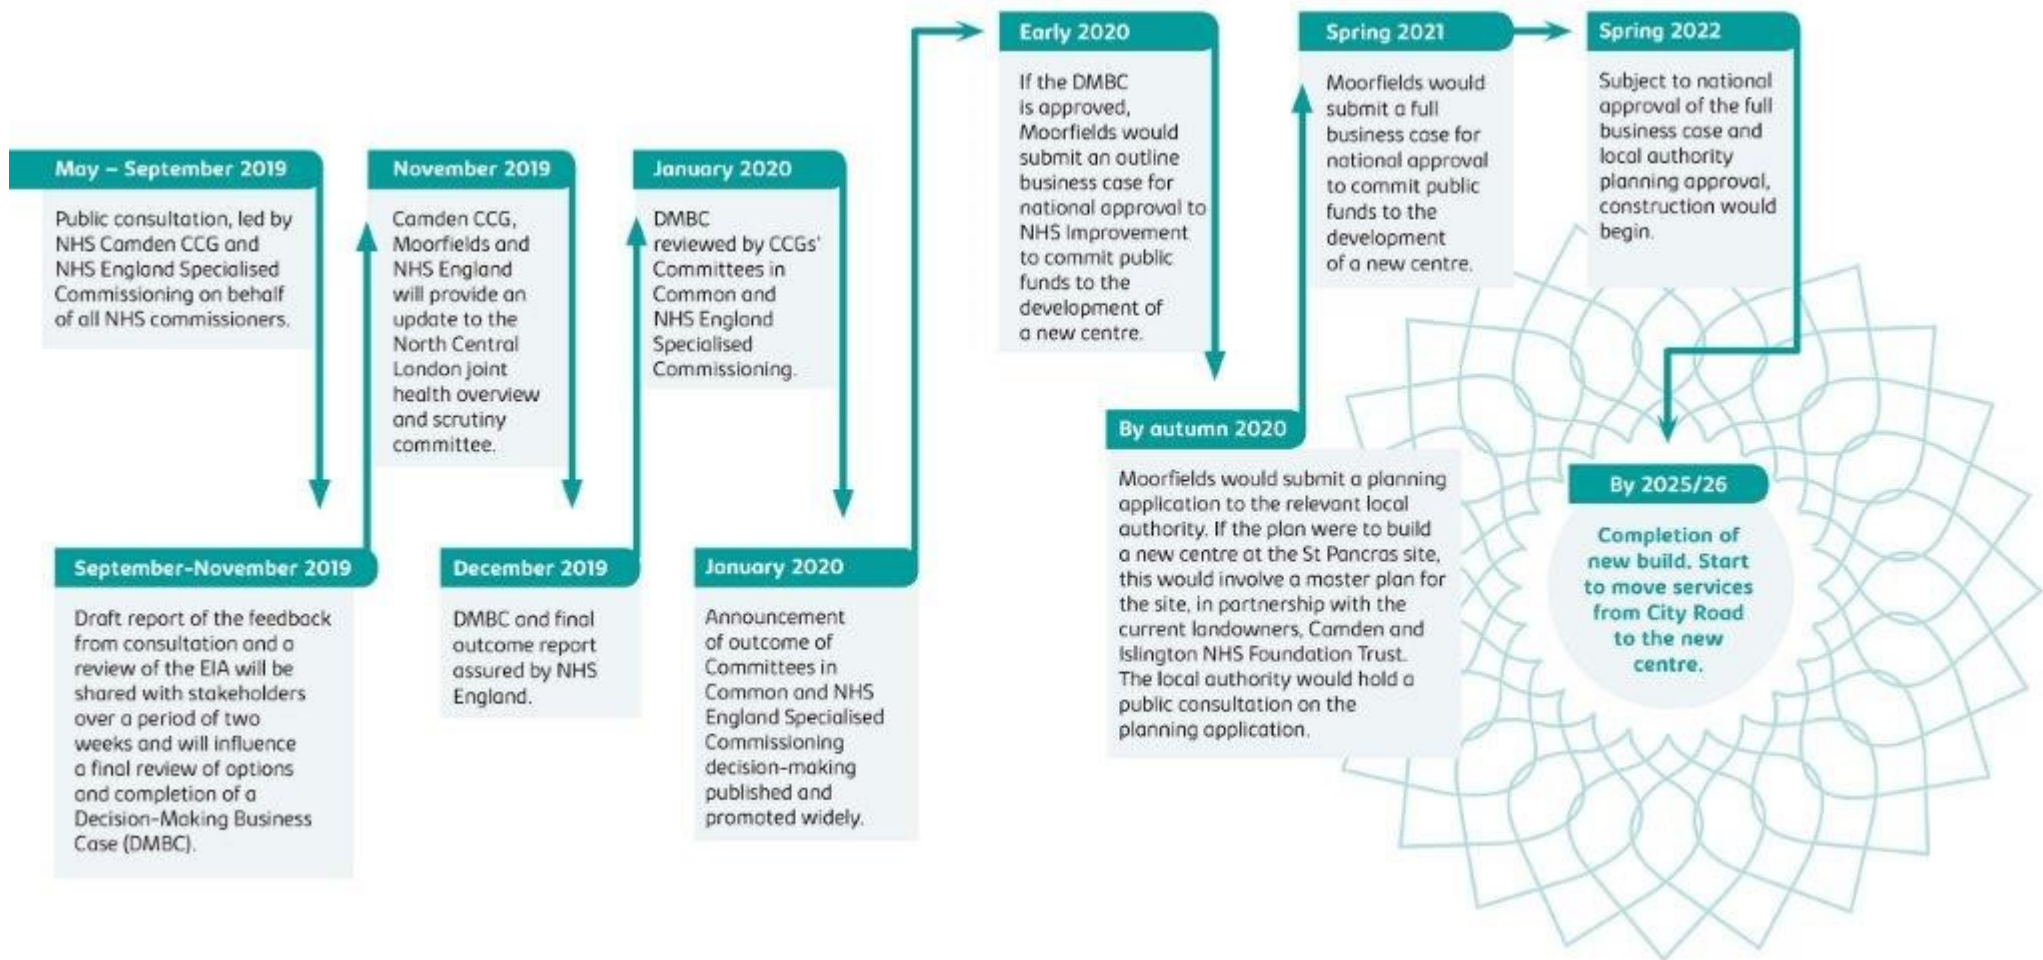 May – September 2019
Public consultation, led by
NHS Camden CCG and
NHS England Specialised
Commissioning on behalf
of all NHS commissioners.
September-November 2019
Draft report of the feedback
from consultation and a
review of the EIA will be
shared with stakeholders
over a period of two
weeks and will influence
a final review of options
and completion of a
Decision-Making Business
Case (DMBC).
November 2019
Camden CCG,
Moorfields and
NHS England
will provide an
update to the
North Central
London joint
health overview
and scrutiny
committee.
December 2019
DMBC and final
outcome report
assured by NHS
England.
January 2020
DMBC
reviewed by CCGs'
Committees in
Common and
NHS England
Specialised
Commissioning.
January 2020
Announcement
of outcome of
Committees in
Common and NHS
England Specialised
Commissioning
decision-making
published and
promoted widely.
Early 2020
If the DMBC
is approved,
Moorfields would
submit an outline
business case for
national approval to
NHS Improvement
to commit public
funds to the
development of
a new centre.
By autumn 2020
Moorfields would submit a planning
application to the relevant local
authority. If the plan were to build
a new centre at the St Pancras site,
this would involve a master plan for
the site, in partnership with the
current landowners, Camden and
Islington NHS Foundation Trust.
The local authority would hold a
public consultation on the
planning application.
Spring 2021
Moorfields would
submit a full
business case for
national approval
to commit public
funds to the
development
of a new centre.
Spring 2022
Subject to national
approval of the full
business case and
local authority
planning approval,
construction would
begin.
By 2025/26
Completion of
new build. Start
to move services
from City Road
to the new
centre.